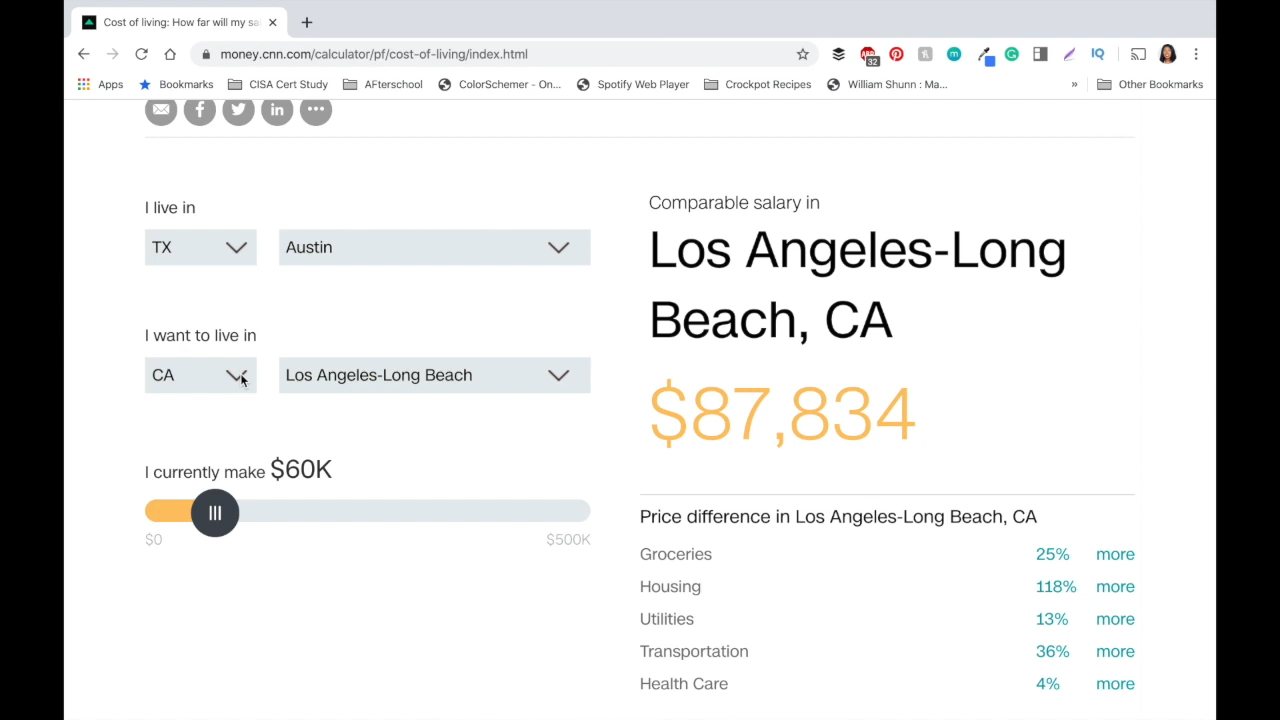 Cost of living: How far will my sa
money.cnn.com/calculator/pf/cost-of-living/index.html
32
IQ
Apps
Bookmarks
CISA Cert Study
AFterschool
ColorSchemer - On...
Spotify Web Player
Crockpot Recipes
William Shunn : Ma...
»
Other Bookmarks
I live in
TX
Austin
I want to live in
CA
Los Angeles-Long Beach
I currently make $60K
$0
$500K
Comparable salary in
Los Angeles-Long
Beach, CA
$87,834
Price difference in Los Angeles-Long Beach, CA
Groceries 25% more
Housing 118% more
Utilities 13% more
Transportation 36% more
Health Care 4% more